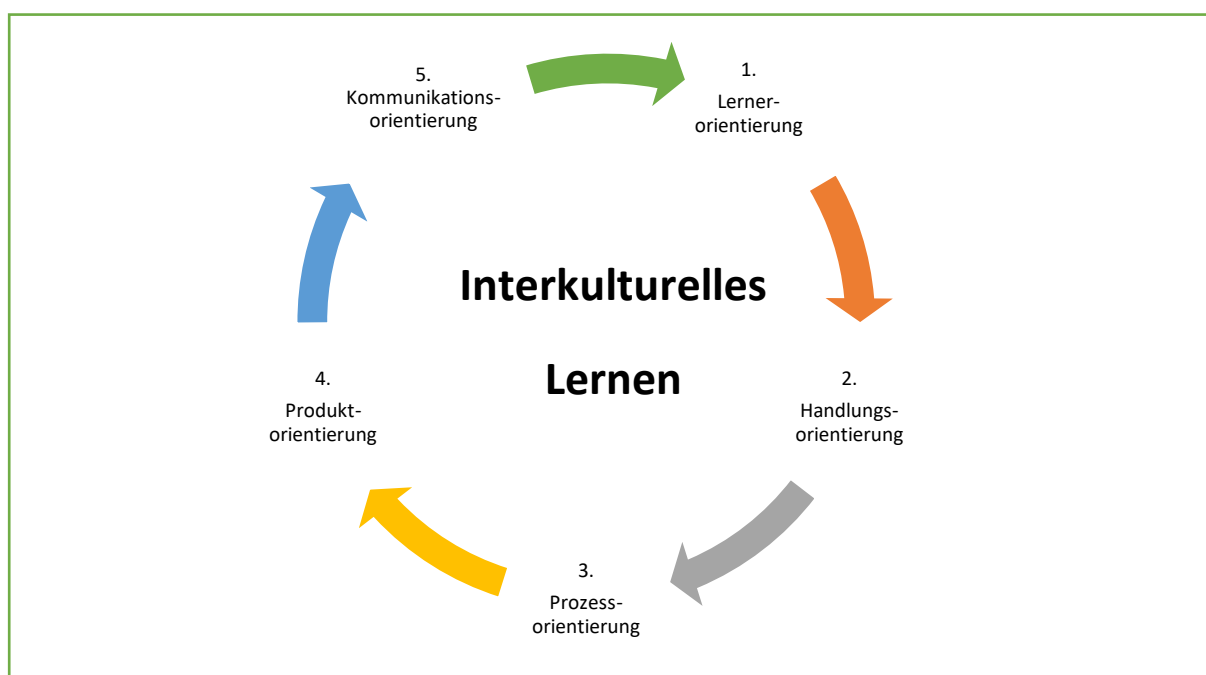 1.
Lerner-
orientierung
2.
Handlungs-
orientierung
3.
Prozess-
orientierung
4.
Produkt-
orientierung
5.
Kommunikations-
orientierung
Interkulturelles
Lernen